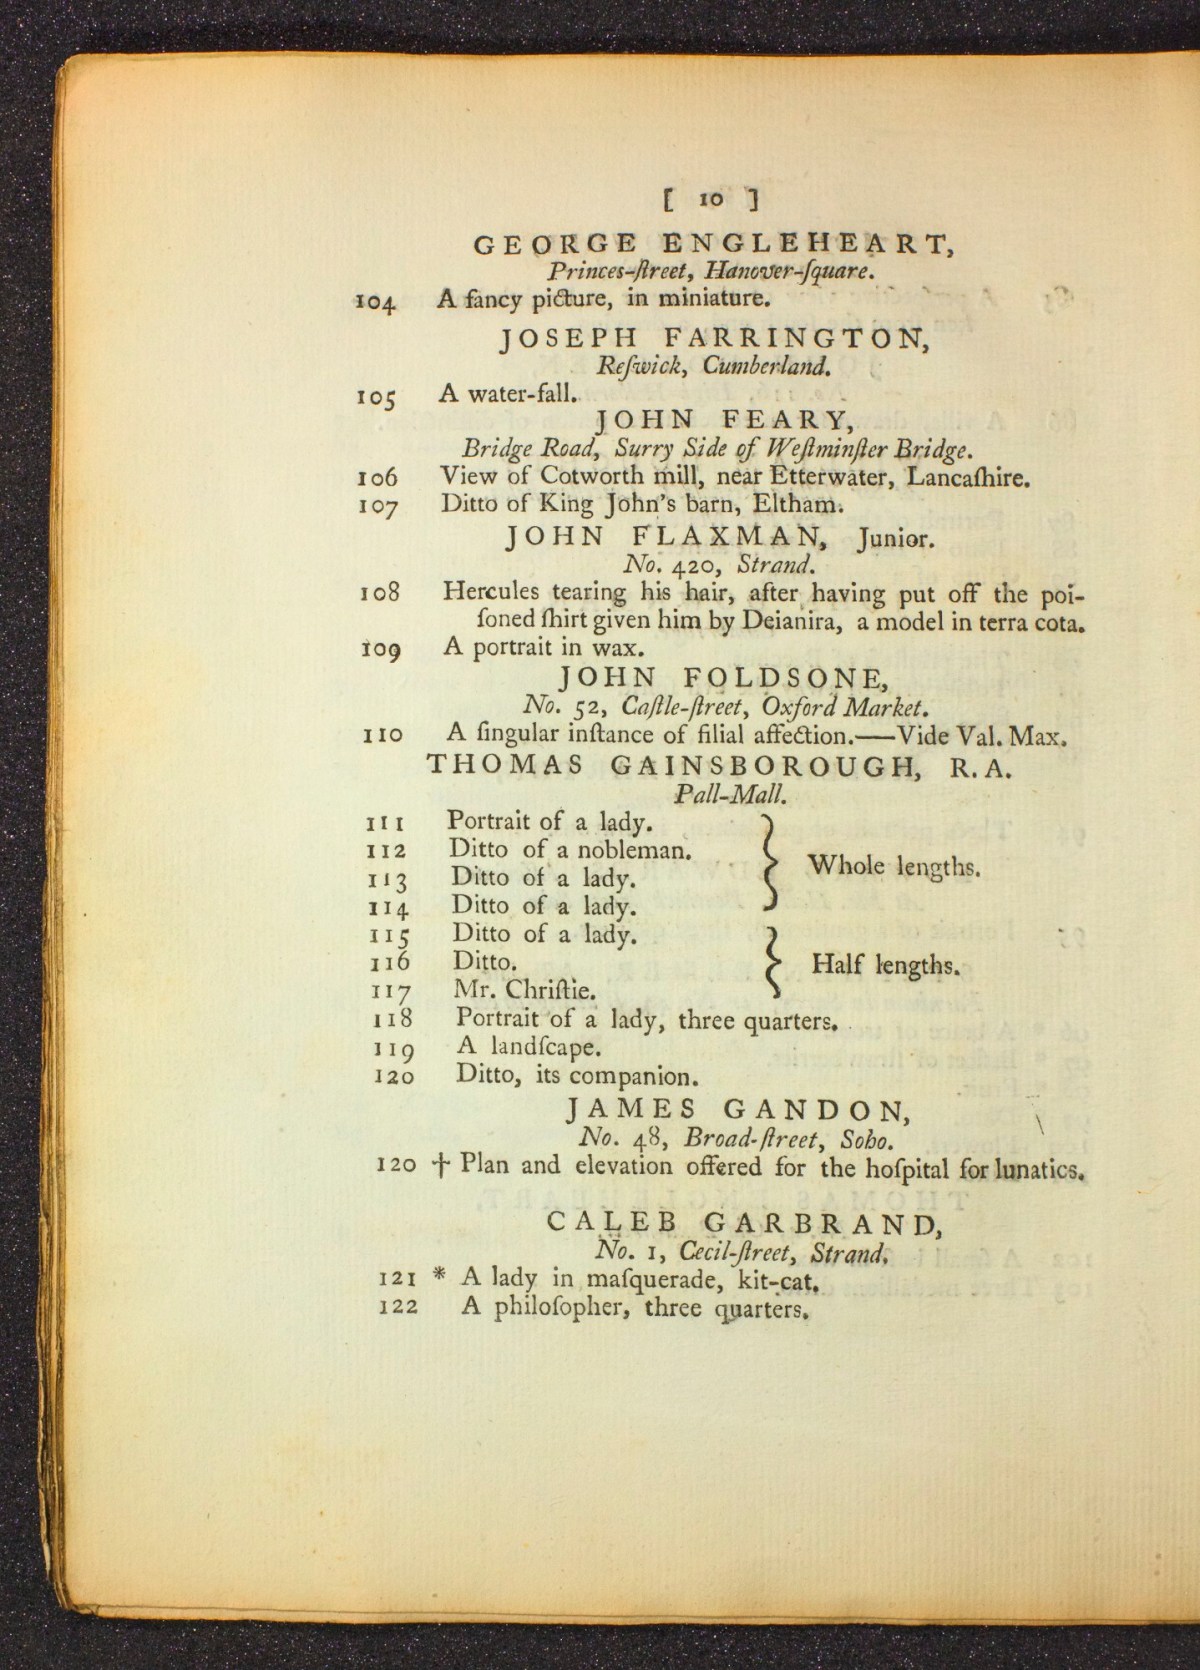 [ 10 ]
GEORGE ENGLEHEART,
Princes-ſtreet, Hanover-ſquare.
104 A fancy picture, in miniature.
JOSEPH FARRINGTON,
Reſwick, Cumberland.
105 A water-fall.
JOHN FEARY,
Bridge Road, Surry Side of Weſtminſter Bridge.
106 View of Cotworth mill, near Etterwater, Lancaſhire.
107 Ditto of King John's barn, Eltham.
JOHN FLAXMAN, Junior.
No. 420, Strand.
108 Hercules tearing his hair, after having put off the poi-
ſoned ſhirt given him by Deianira, a model in terra cota.
109 A portrait in wax.
JOHN FOLDSONE,
No. 52, Caſtle-ſtreet, Oxford Market.
110 A ſingular inſtance of filial affection.—Vide Val. Max.
THOMAS GAINSBOROUGH, R.A.
Pall-Mall.
111 Portrait of a lady.
112 Ditto of a nobleman.
113 Ditto of a lady.
114 Ditto of a lady.
Whole lengths.
115 Ditto of a lady.
116 Ditto.
117 Mr. Chriſtie.
Half lengths.
118 Portrait of a lady, three quarters.
119 A landſcape.
120 Ditto, its companion.
JAMES GANDON,
No. 48, Broad-ſtreet, Soho.
120 † Plan and elevation offered for the hoſpital for lunatics.
CALEB GARBRAND,
No. 1, Cecil-ſtreet, Strand.
121 * A lady in maſquerade, kit-cat.
122 A philoſopher, three quarters.